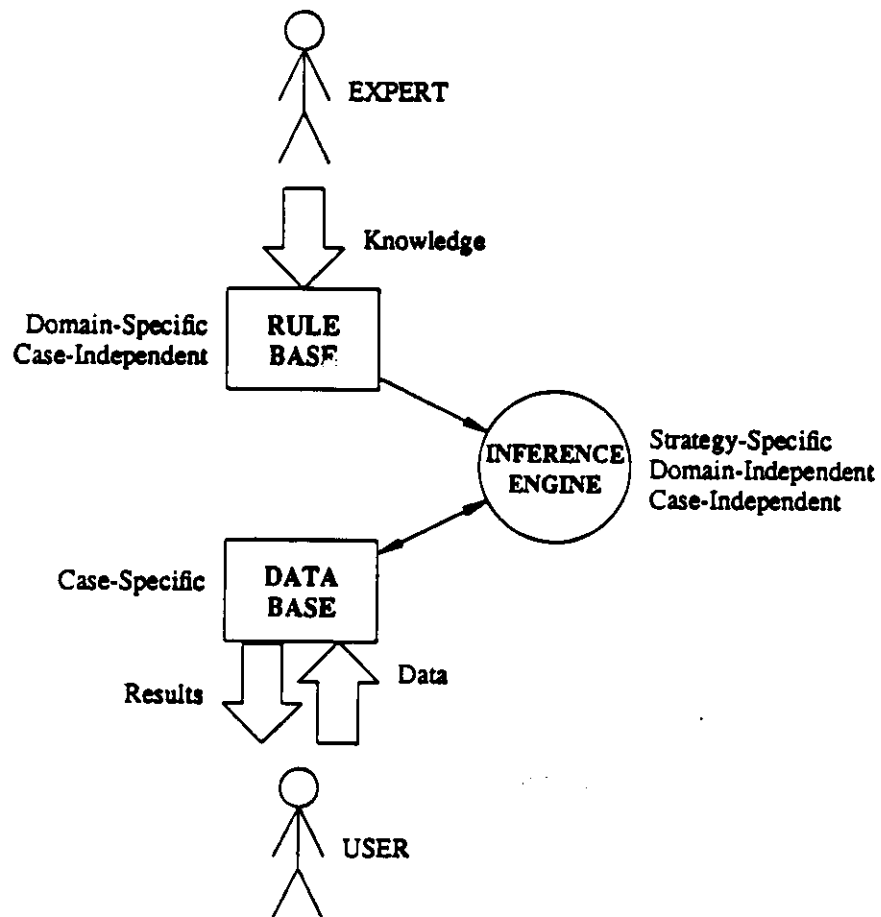 EXPERT
Knowledge
Domain-Specific
Case-Independent
RULE
BASE
INFERENCE
ENGINE
Strategy-Specific
Domain-Independent
Case-Independent
Case-Specific
DATA
BASE
Results
Data
USER